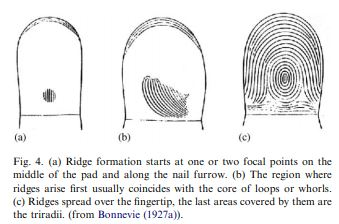 (a)
(b)
(c)
Fig. 4. (a) Ridge formation starts at one or two focal points on the
middle of the pad and along the nail furrow. (b) The region where
ridges arise first usually coincides with the core of loops or whorls.
(c) Ridges spread over the fingertip, the last areas covered by them are
the triradii. (from Bonnevie (1927a)).